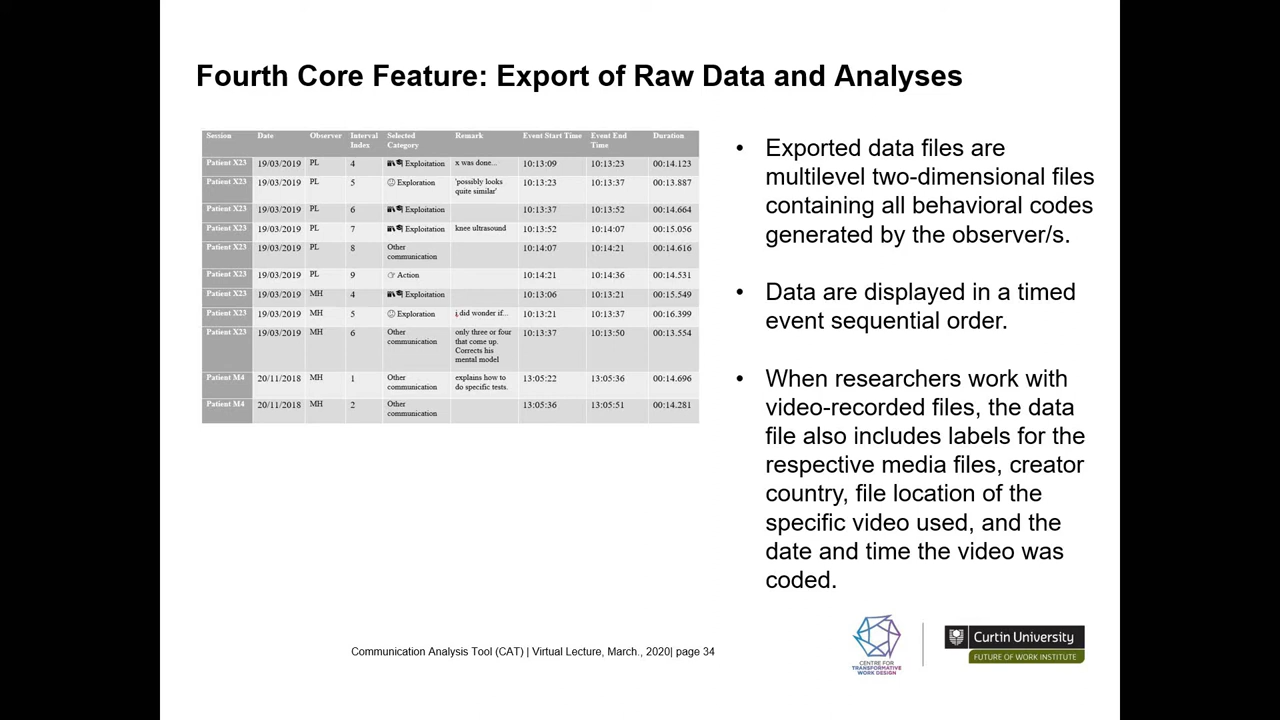 Fourth Core Feature: Export of Raw Data and Analyses
Session Date Observer Interval Index Selected Category Remark Event Start Time Event End Time Duration
Patient X23 19/03/2019 PL 4 Exploitation x was done... 10:13:09 10:13:23 00:14.123
Patient X23 19/03/2019 PL 5 Exploration 'possibly looks quite similar' 10:13:23 10:13:37 00:13.887
Patient X23 19/03/2019 PL 6 Exploitation 10:13:37 10:13:52 00:14.664
Patient X23 19/03/2019 PL 7 Exploitation knee ultrasound 10:13:52 10:14:07 00:15.056
Patient X23 19/03/2019 PL 8 Other communication 10:14:07 10:14:21 00:14.616
Patient X23 19/03/2019 PL 9 Action 10:14:21 10:14:36 00:14.531
Patient X23 19/03/2019 MH 4 Exploitation 10:13:06 10:13:21 00:15.549
Patient X23 19/03/2019 MH 5 Exploration i did wonder if... 10:13:21 10:13:37 00:16.399
Patient X23 19/03/2019 MH 6 Other communication only three or four that come up. Corrects his mental model 10:13:37 10:13:50 00:13.554
Patient M4 20/11/2018 MH 1 Other communication explains how to do specific tests. 13:05:22 13:05:36 00:14.696
Patient M4 20/11/2018 MH 2 Other communication 13:05:36 13:05:51 00:14.281
• Exported data files are
multilevel two-dimensional files
containing all behavioral codes
generated by the observer/s.
• Data are displayed in a timed
event sequential order.
• When researchers work with
video-recorded files, the data
file also includes labels for the
respective media files, creator
country, file location of the
specific video used, and the
date and time the video was
coded.
Communication Analysis Tool (CAT) | Virtual Lecture, March., 2020| page 34
CENTRE FOR
TRANSFORMATIVE
WORK DESIGN
Curtin University
FUTURE OF WORK INSTITUTE